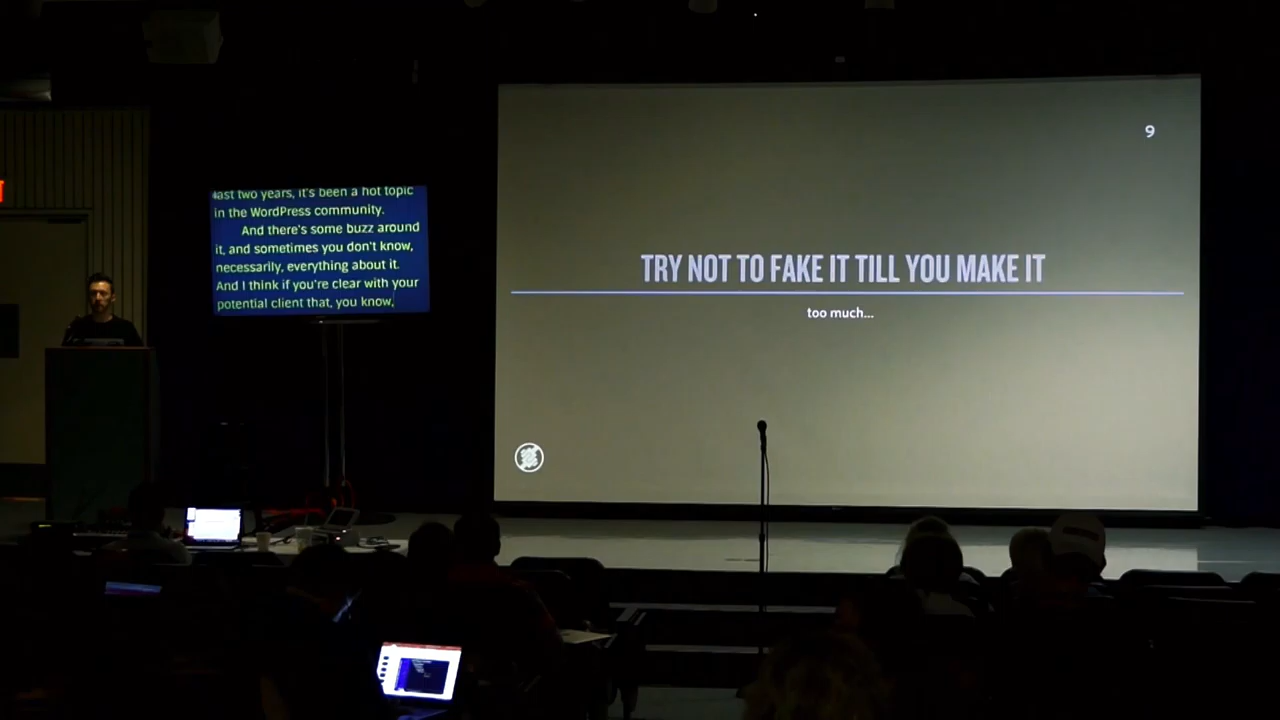 last two years, it's been a hot topic
in the WordPress community.
And there's some buzz around
it, and sometimes you don't know,
necessarily, everything about it.
And I think if you're clear with your
potential client that, you know,
9
TRY NOT TO FAKE IT TILL YOU MAKE IT
too much...